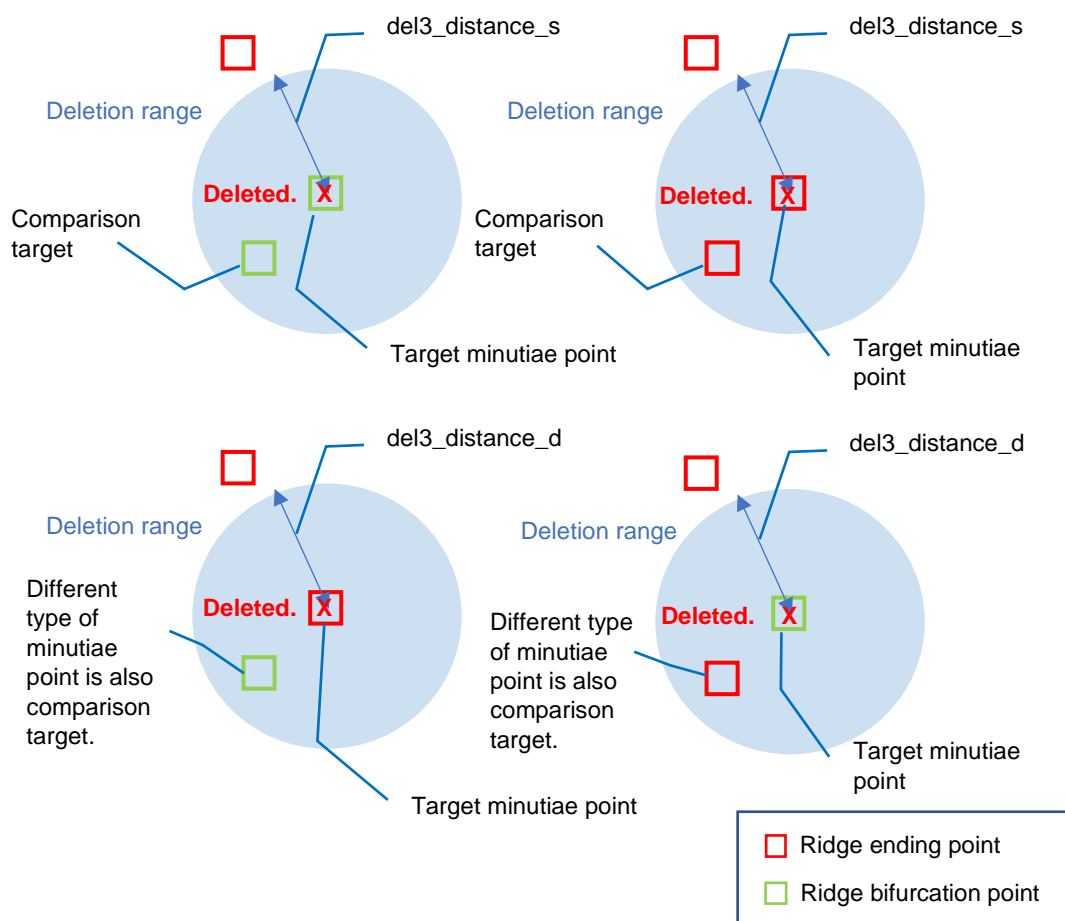 del3_distance_s
Deletion range
Deleted.
X
Comparison
target
Target minutiae point
del3_distance_s
Deletion range
Deleted.
X
Comparison
target
Target minutiae
point
del3_distance_d
Deletion range
Deleted.
X
Different
type of
minutiae
point is also
comparison
target.
Target minutiae point
del3_distance_d
Deletion range
Deleted.
X
Different type
of minutiae
point is also
comparison
target.
Target minutiae
point
Ridge ending point
Ridge bifurcation point